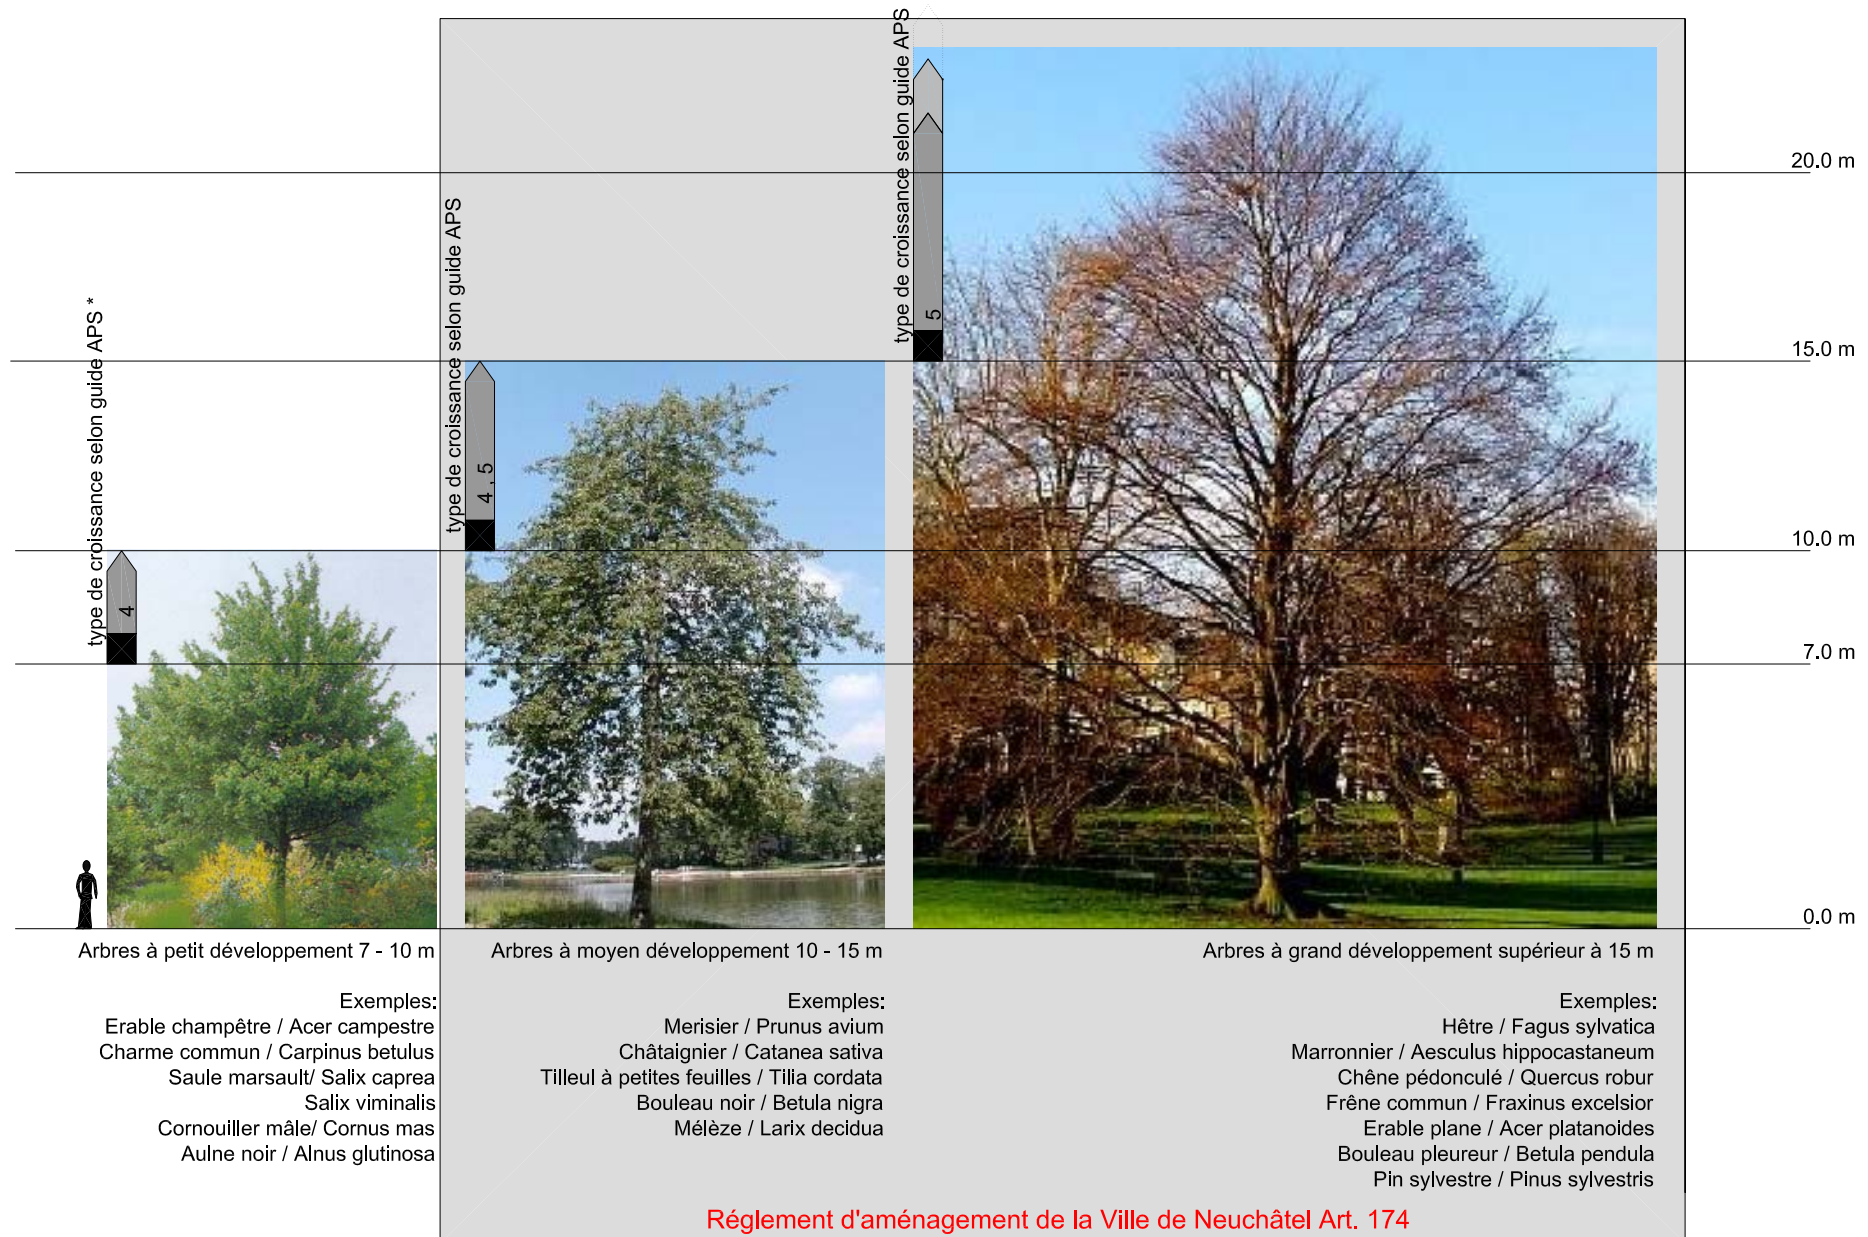 type de croissance selon guide APS *
4
type de croissance selon guide APS
4 , 5
type de croissance selon guide APS
5
20.0 m
15.0 m
10.0 m
7.0 m
0.0 m
Arbres à petit développement 7 - 10 m
Exemples:
Erable champêtre / Acer campestre
Charme commun / Carpinus betulus
Saule marsault/ Salix caprea
Salix viminalis
Cornouiller mâle/ Cornus mas
Aulne noir / Alnus glutinosa
Arbres à moyen développement 10 - 15 m
Exemples:
Merisier / Prunus avium
Châtaignier / Catanea sativa
Tilleul à petites feuilles / Tilia cordata
Bouleau noir / Betula nigra
Mélèze / Larix decidua
Arbres à grand développement supérieur à 15 m
Exemples:
Hêtre / Fagus sylvatica
Marronnier / Aesculus hippocastaneum
Chêne pédonculé / Quercus robur
Frêne commun / Fraxinus excelsior
Erable plane / Acer platanoides
Bouleau pleureur / Betula pendula
Pin sylvestre / Pinus sylvestris
Réglement d'aménagement de la Ville de Neuchâtel Art. 174